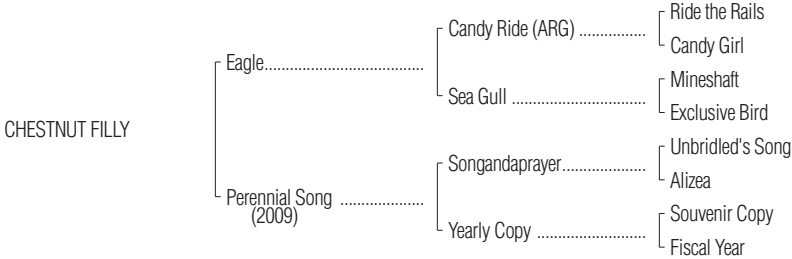 CHESTNUT FILLY
Eagle......................................
Perennial Song ....................
(2009)
Candy Ride (ARG) ................
Sea Gull ................................
Songandaprayer....................
Yearly Copy ..........................
Ride the Rails
Candy Girl
Mineshaft
Exclusive Bird
Unbridled's Song
Alizea
Souvenir Copy
Fiscal Year